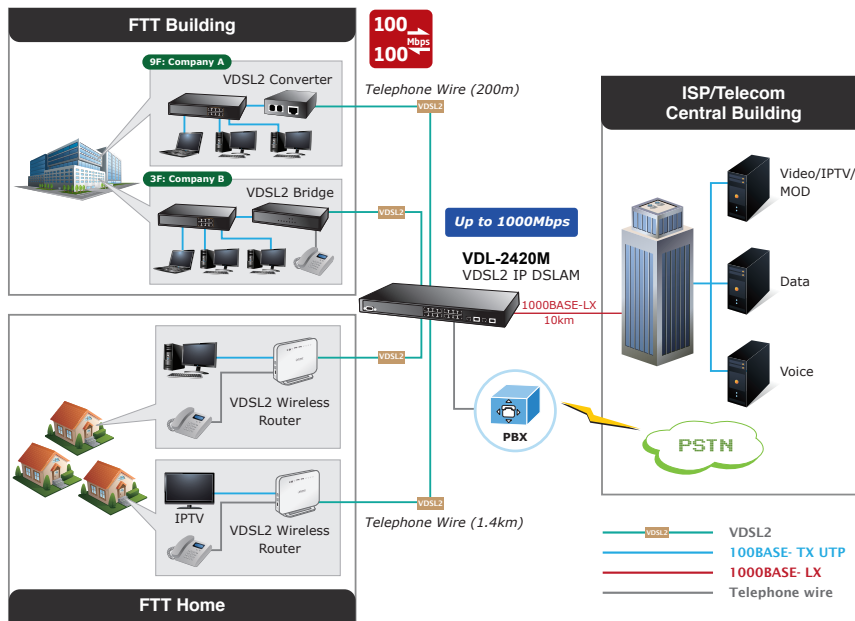 FTT Building
100
Mbps
100
9F: Company A
VDSL2 Converter
Telephone Wire (200m)
VDSL2
ISP/Telecom
Central Building
3F: Company B
VDSL2 Bridge
VDSL2
Video/IPTV/
MOD
Up to 1000Mbps
VDL-2420M
VDSL2 IP DSLAM
1000BASE-LX
10km
Data
VDSL2
VDSL2 Wireless
Router
Voice
PBX
PSTN
IPTV
VDSL2 Wireless
Router
VDSL2
Telephone Wire (1.4km)
FTT Home
VDSL2
VDSL2
100BASE- TX UTP
1000BASE- LX
Telephone wire